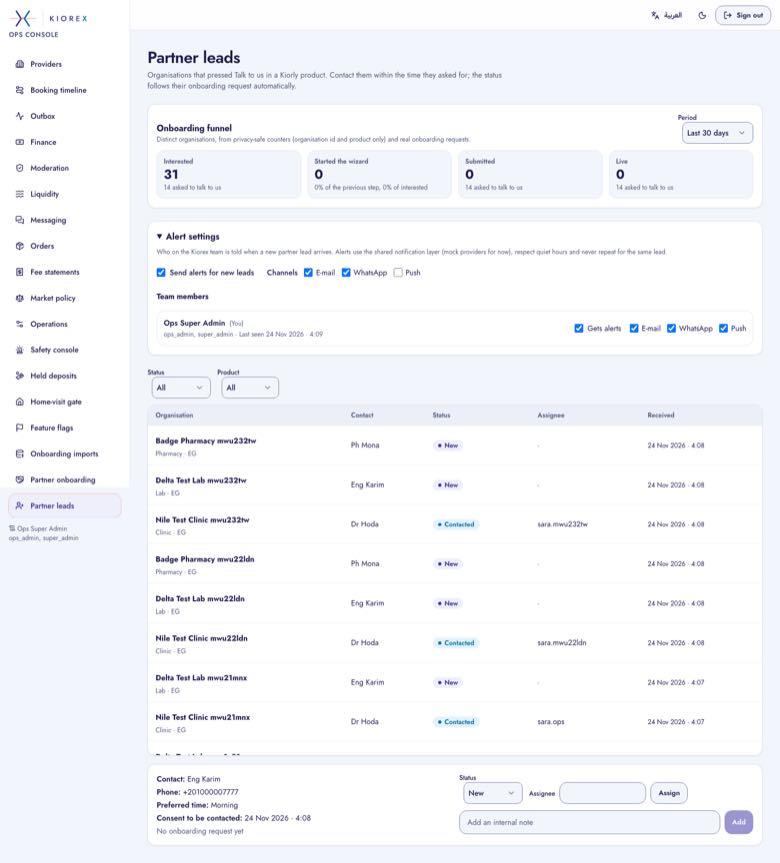 KIOREX
OPS CONSOLE
Providers
Booking timeline
Outbox
Finance
Moderation
Liquidity
Messaging
Orders
Fee statements
Market policy
Operations
Safety console
Held deposits
Home-visit gate
Feature flags
Onboarding imports
Partner onboarding
Partner leads
Ops Super Admin
ops_admin, super_admin
العربية
Sign out
Partner leads
Organisations that pressed Talk to us in a Kiorly product. Contact them within the time they asked for; the status
follows their onboarding request automatically.
Onboarding funnel
Distinct organisations, from privacy-safe counters (organisation id and product only) and real onboarding requests.
Period
Last 30 days
Interested
31
14 asked to talk to us
Started the wizard
0
0% of the previous step, 0% of interested
Submitted
0
14 asked to talk to us
Live
0
14 asked to talk to us
▼ Alert settings
Who on the Kiorex team is told when a new partner lead arrives. Alerts use the shared notification layer (mock providers for now), respect quiet hours and never repeat for the same lead.
Send alerts for new leads Channels E-mail WhatsApp Push
Team members
Ops Super Admin (You)
ops_admin, super_admin · Last seen 24 Nov 2026 · 4:09
Gets alerts E-mail WhatsApp Push
Status Product
All All
Organisation Contact Status Assignee Received
Badge Pharmacy mwu232tw Ph Mona New - 24 Nov 2026 · 4:08
Pharmacy · EG
Delta Test Lab mwu232tw Eng Karim New - 24 Nov 2026 · 4:08
Lab · EG
Nile Test Clinic mwu232tw Dr Hoda Contacted sara.mwu232tw 24 Nov 2026 · 4:08
Clinic · EG
Badge Pharmacy mwu22ldn Ph Mona New - 24 Nov 2026 · 4:08
Pharmacy · EG
Delta Test Lab mwu22ldn Eng Karim New - 24 Nov 2026 · 4:08
Lab · EG
Nile Test Clinic mwu22ldn Dr Hoda Contacted sara.mwu22ldn 24 Nov 2026 · 4:08
Clinic · EG
Delta Test Lab mwu21mnx Eng Karim New - 24 Nov 2026 · 4:07
Lab · EG
Nile Test Clinic mwu21mnx Dr Hoda Contacted sara.ops 24 Nov 2026 · 4:07
Clinic · EG
Contact: Eng Karim
Phone: +201000007777
Preferred time: Morning
Consent to be contacted: 24 Nov 2026 · 4:08
No onboarding request yet
Status
New Assignee Assign
Add an internal note Add